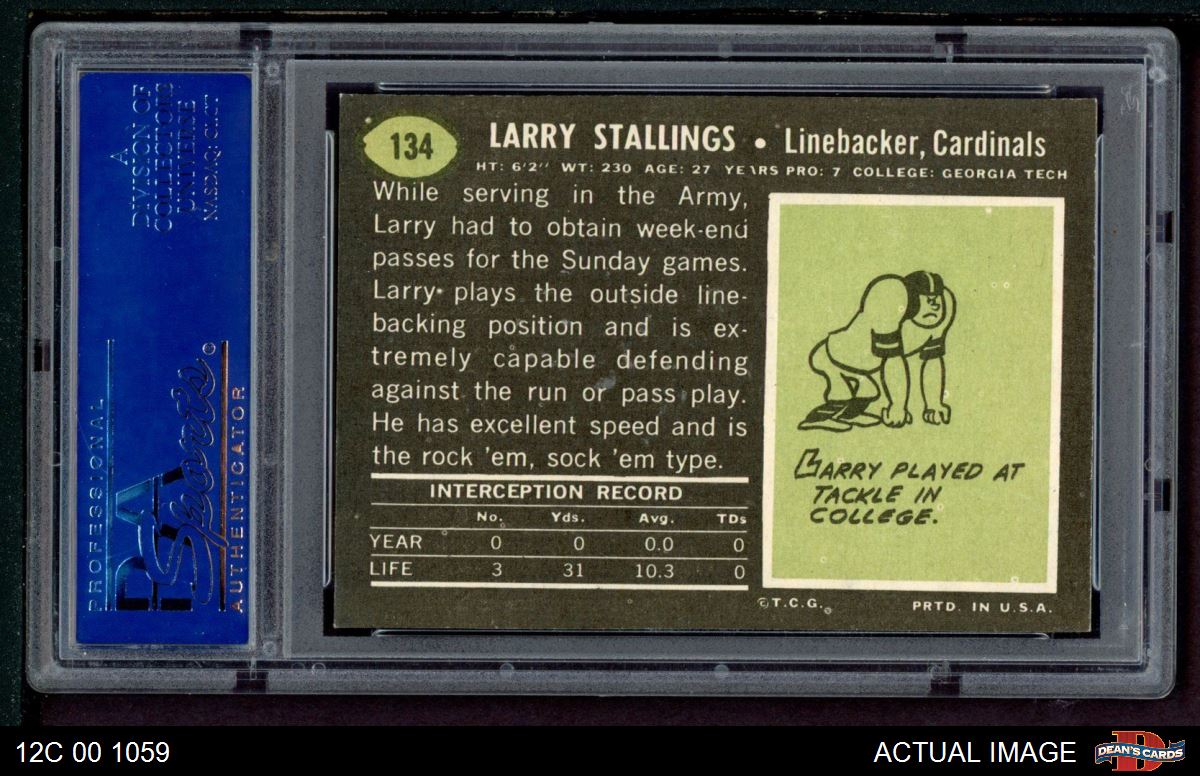 A
DIVISION OF
COLLECTORS
UNIVERSE
NASDAQ: CLCT
PROFESSIONAL
PSA
Sports
AUTHENTICATOR
134
LARRY STALLINGS • Linebacker, Cardinals
HT: 6'2" WT: 230 AGE: 27 YEARS PRO: 7 COLLEGE: GEORGIA TECH
While serving in the Army,
Larry had to obtain week-end
passes for the Sunday games.
Larry plays the outside line-
backing position and is ex-
tremely capable defending
against the run or pass play.
He has excellent speed and is
the rock 'em, sock 'em type.
INTERCEPTION RECORD
No. Yds. Avg. TDs
YEAR 0 0 0.0 0
LIFE 3 31 10.3 0
LARRY PLAYED AT
TACKLE IN
COLLEGE.
©T.C.G.
PRTD. IN U.S.A.
12C 00 1059
ACTUAL IMAGE
D
DEAN'S CARDS